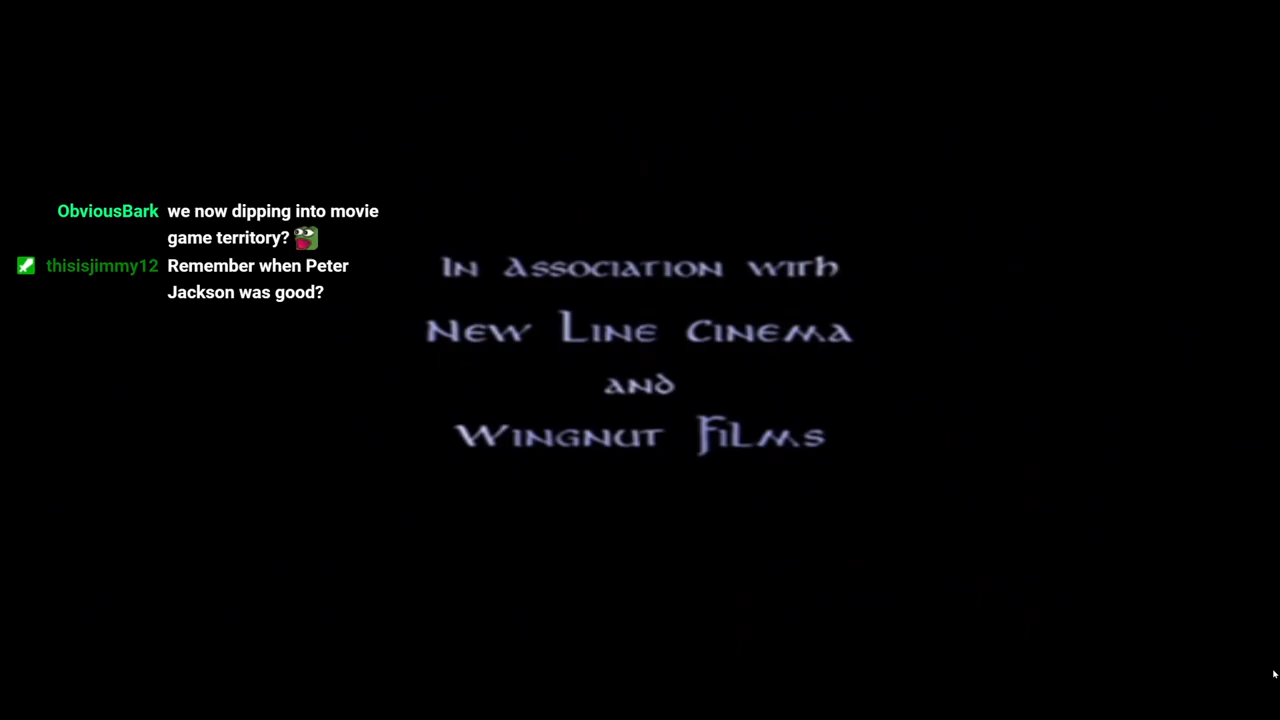 ObviousBark we now dipping into movie
game territory?
thisisjimmy12 Remember when Peter
Jackson was good?
In Association with
New Line Cinema
and
Wingnut Films